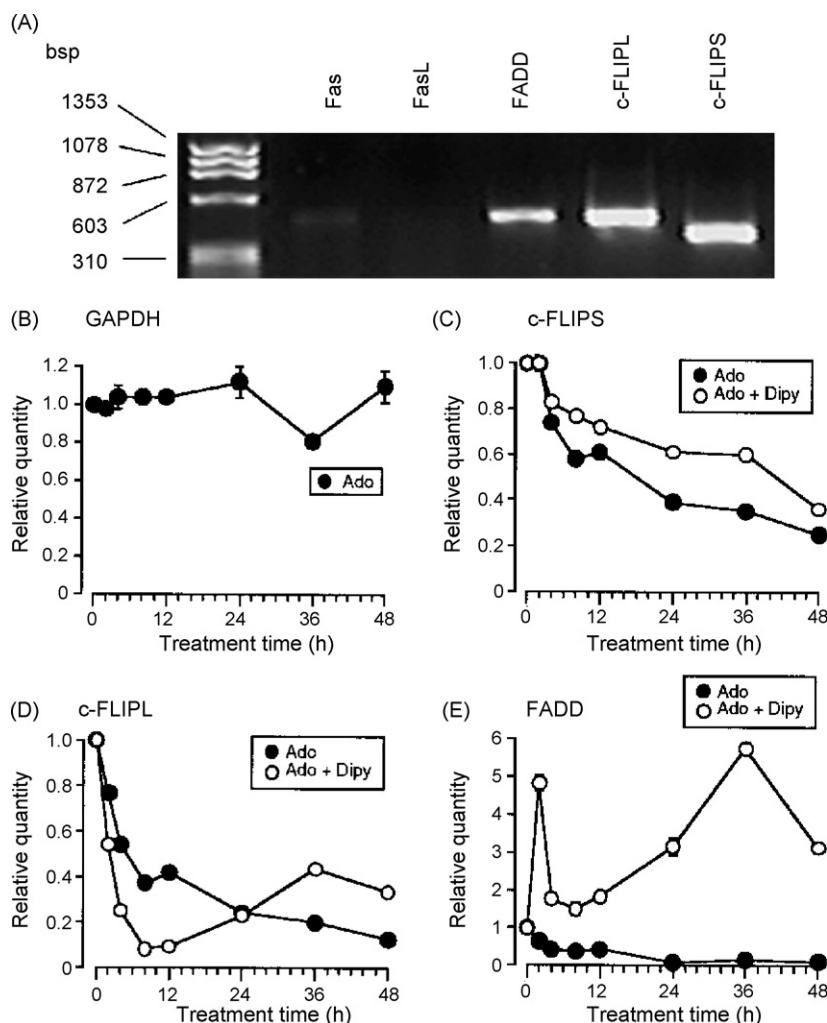 (A)
bsp
Fas
FasL
FADD
c-FLIPL
c-FLIPS
1353
1078
872
603
310
(B) GAPDH
1.2
1.0
0.8
0.6
0.4
0.2
0
Relative quantity
Ado
0 12 24 36 48
Treatment time (h)
(C) c-FLIPS
1.0
0.8
0.6
0.4
0.2
0
Relative quantity
Ado
Ado + Dipy
0 12 24 36 48
Treatment time (h)
(D) c-FLIPL
1.0
0.8
0.6
0.4
0.2
0
Relative quantity
Ado
Ado + Dipy
0 12 24 36 48
Treatment time (h)
(E) FADD
Ado
Ado + Dipy
6
5
4
3
2
1
0
Relative quantity
0 12 24 36 48
Treatment time (h)